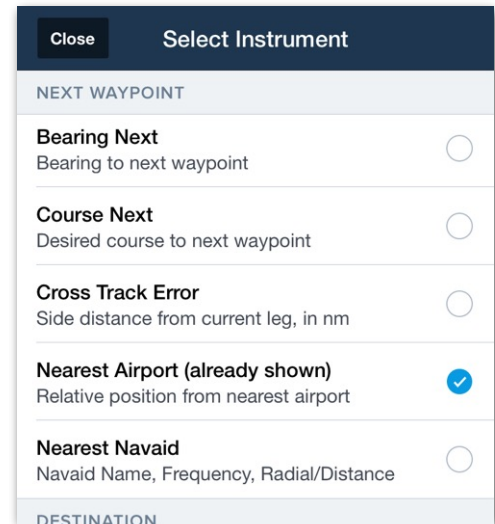 Close
Select Instrument
NEXT WAYPOINT
Bearing Next
Bearing to next waypoint
Course Next
Desired course to next waypoint
Cross Track Error
Side distance from current leg, in nm
Nearest Airport (already shown)
Relative position from nearest airport
Nearest Navaid
Navaid Name, Frequency, Radial/Distance
DESTINATION